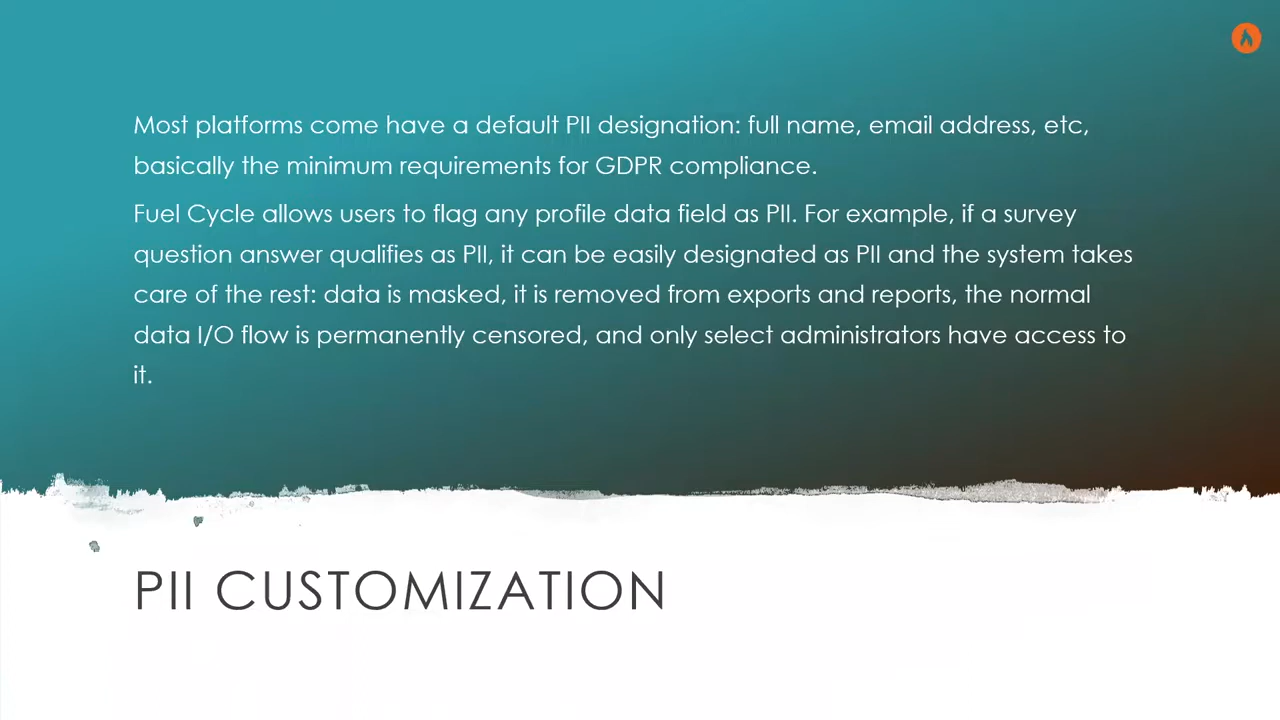 Most platforms come have a default PII designation: full name, email address, etc,
basically the minimum requirements for GDPR compliance.
Fuel Cycle allows users to flag any profile data field as PII. For example, if a survey
question answer qualifies as PII, it can be easily designated as PII and the system takes
care of the rest: data is masked, it is removed from exports and reports, the normal
data I/O flow is permanently censored, and only select administrators have access to
it.
PII CUSTOMIZATION